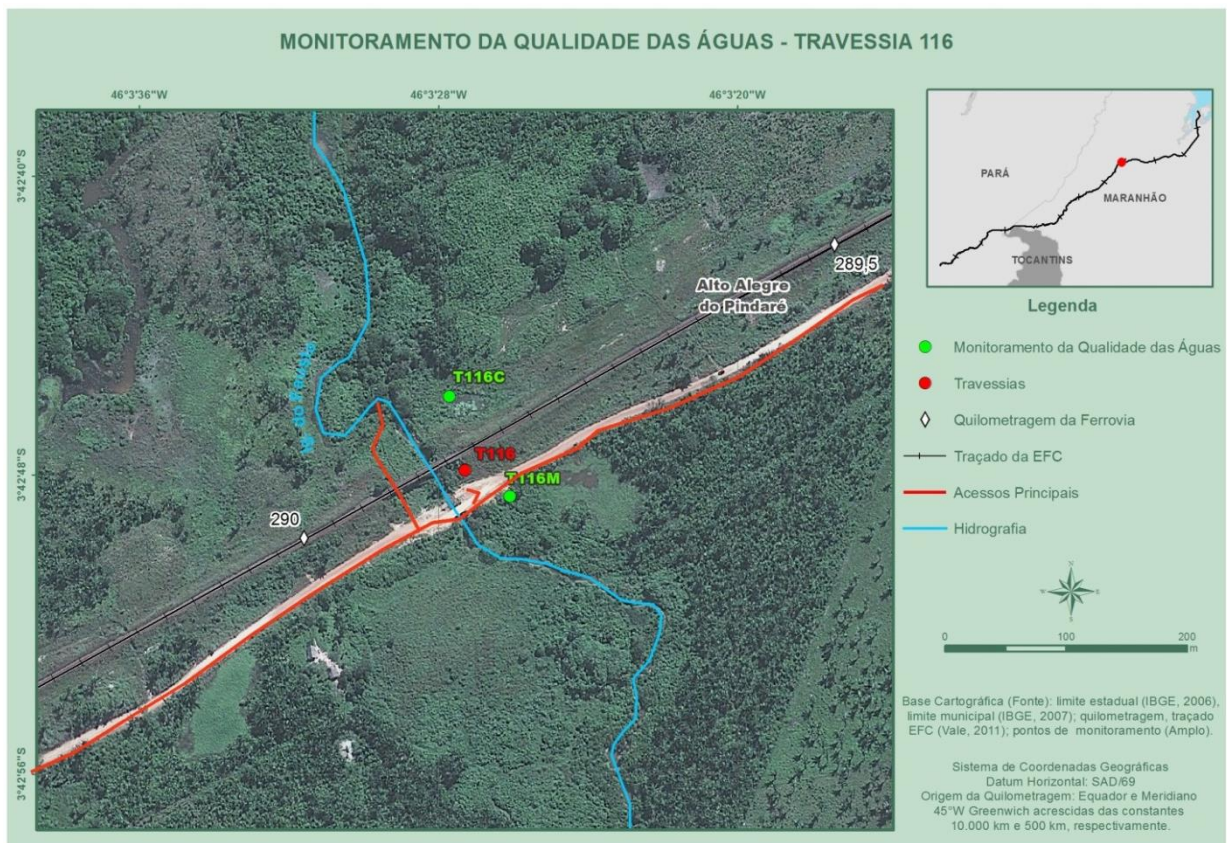 MONITORAMENTO DA QUALIDADE DAS ÁGUAS - TRAVESSIA 116
46°3'36"W
46°3'28"W
46°3'20"W
3°42'40"S
3°42'48"S
3°42'56"S
289,5
Alto Alegre
do Pindaré
T116C
T116
T116M
290
PARÁ
MARANHÃO
TOCANTINS
Legenda
Monitoramento da Qualidade das Águas
Travessias
Quilometragem da Ferrovia
Traçado da EFC
Acessos Principais
Hidrografia
0
100
200
m
Base Cartográfica (Fonte): limite estadual (IBGE, 2006),
limite municipal (IBGE, 2007); quilometragem, traçado
EFC (Vale, 2011); pontos de monitoramento (Amplo).
Sistema de Coordenadas Geográficas
Datum Horizontal: SAD/69
Origem da Quilometragem: Equador e Meridiano
45°W Greenwich acrescidas das constantes
10.000 km e 500 km, respectivamente.